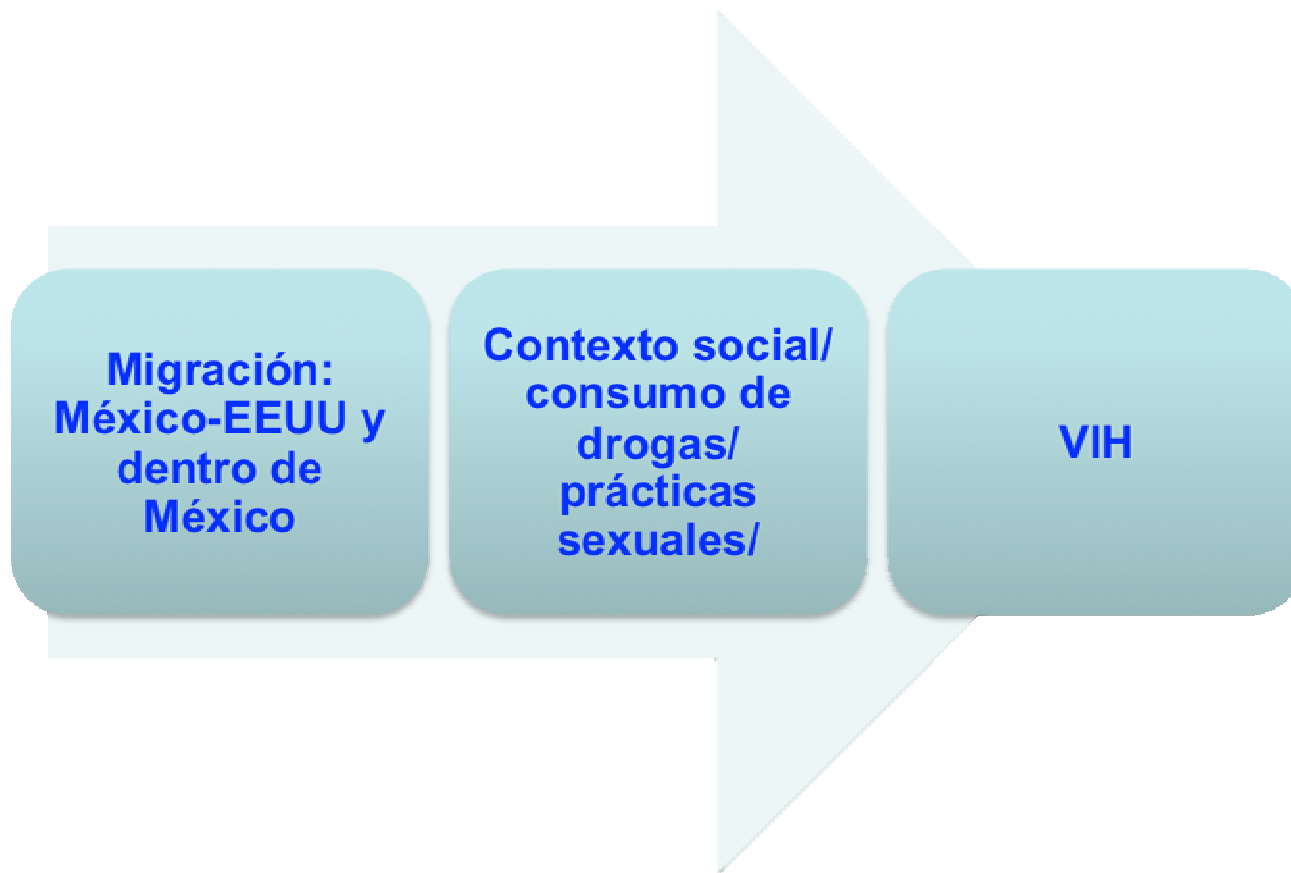 Migración:
México-EEUU y
dentro de
México
Contexto social/
consumo de
drogas/
prácticas
sexuales/
VIH